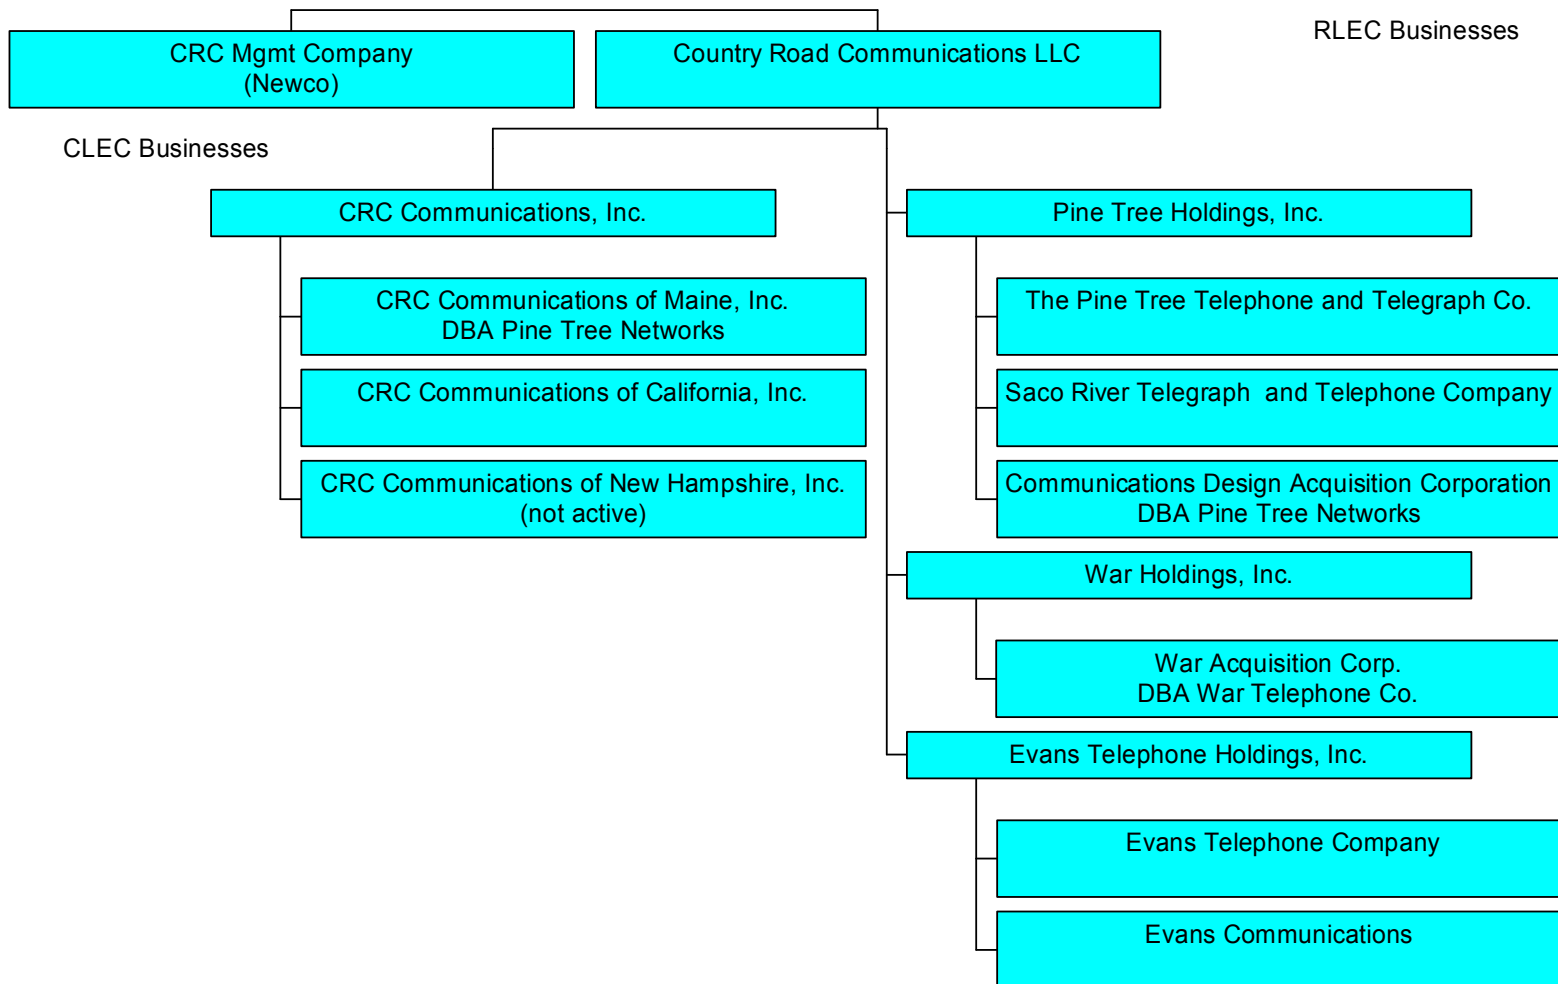 RLEC Businesses
CRC Mgmt Company
(Newco)
Country Road Communications LLC
CLEC Businesses
CRC Communications, Inc.
CRC Communications of Maine, Inc.
DBA Pine Tree Networks
CRC Communications of California, Inc.
CRC Communications of New Hampshire, Inc.
(not active)
Pine Tree Holdings, Inc.
The Pine Tree Telephone and Telegraph Co.
Saco River Telegraph  and Telephone Company
Communications Design Acquisition Corporation
DBA Pine Tree Networks
War Holdings, Inc.
War Acquisition Corp.
DBA War Telephone Co.
Evans Telephone Holdings, Inc.
Evans Telephone Company
Evans Communications